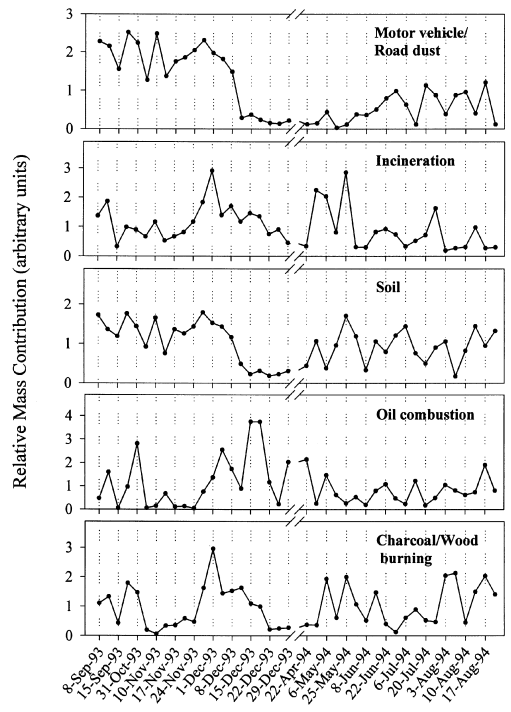 Relative Mass Contribution (arbitrary units)
Motor vehicle/
Road dust
3
2
1
0
Incineration
3
2
1
0
Soil
2
1
0
Oil combustion
4
3
2
1
0
Charcoal/Wood
burning
3
2
1
0
8-Sep-93
15-Sep-93
31-Oct-93
10-Nov-93
17-Nov-93
24-Nov-93
1-Dec-93
8-Dec-93
15-Dec-93
22-Dec-93
29-Dec-93
22-Apr-94
6-May-94
25-May-94
8-Jun-94
22-Jun-94
6-Jul-94
20-Jul-94
3-Aug-94
10-Aug-94
17-Aug-94